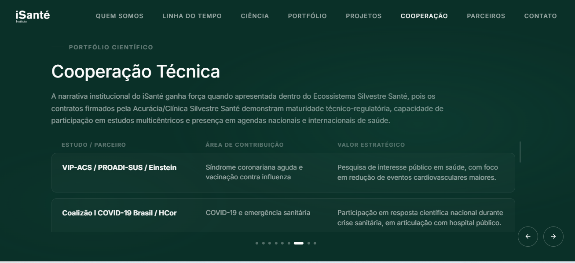 iSanté
QUEM SOMOS LINHA DO TEMPO CIÊNCIA PORTFÓLIO PROJETOS COOPERAÇÃO PARCEIROS CONTATO
PORTFÓLIO CIENTÍFICO
Cooperação Técnica
A narrativa institucional do iSanté ganha força quando apresentada dentro do Ecossistema Silvestre Santé, pois os
contratos firmados pela Acurácia/Clínica Silvestre Santé demonstram maturidade técnico-regulatória, capacidade de
participação em estudos multicêntricos e presença em agendas nacionais e internacionais de saúde.
ESTUDO / PARCEIRO ÁREA DE CONTRIBUIÇÃO VALOR ESTRATÉGICO
VIP-ACS / PROADI-SUS / Einstein Síndrome coronariana aguda e Pesquisa de interesse público em saúde, com foco
vacinação contra influenza em redução de eventos cardiovasculares maiores.
Coalizão I COVID-19 Brasil / HCor COVID-19 e emergência sanitária Participação em resposta científica nacional durante
crise sanitária, em articulação com hospital público.